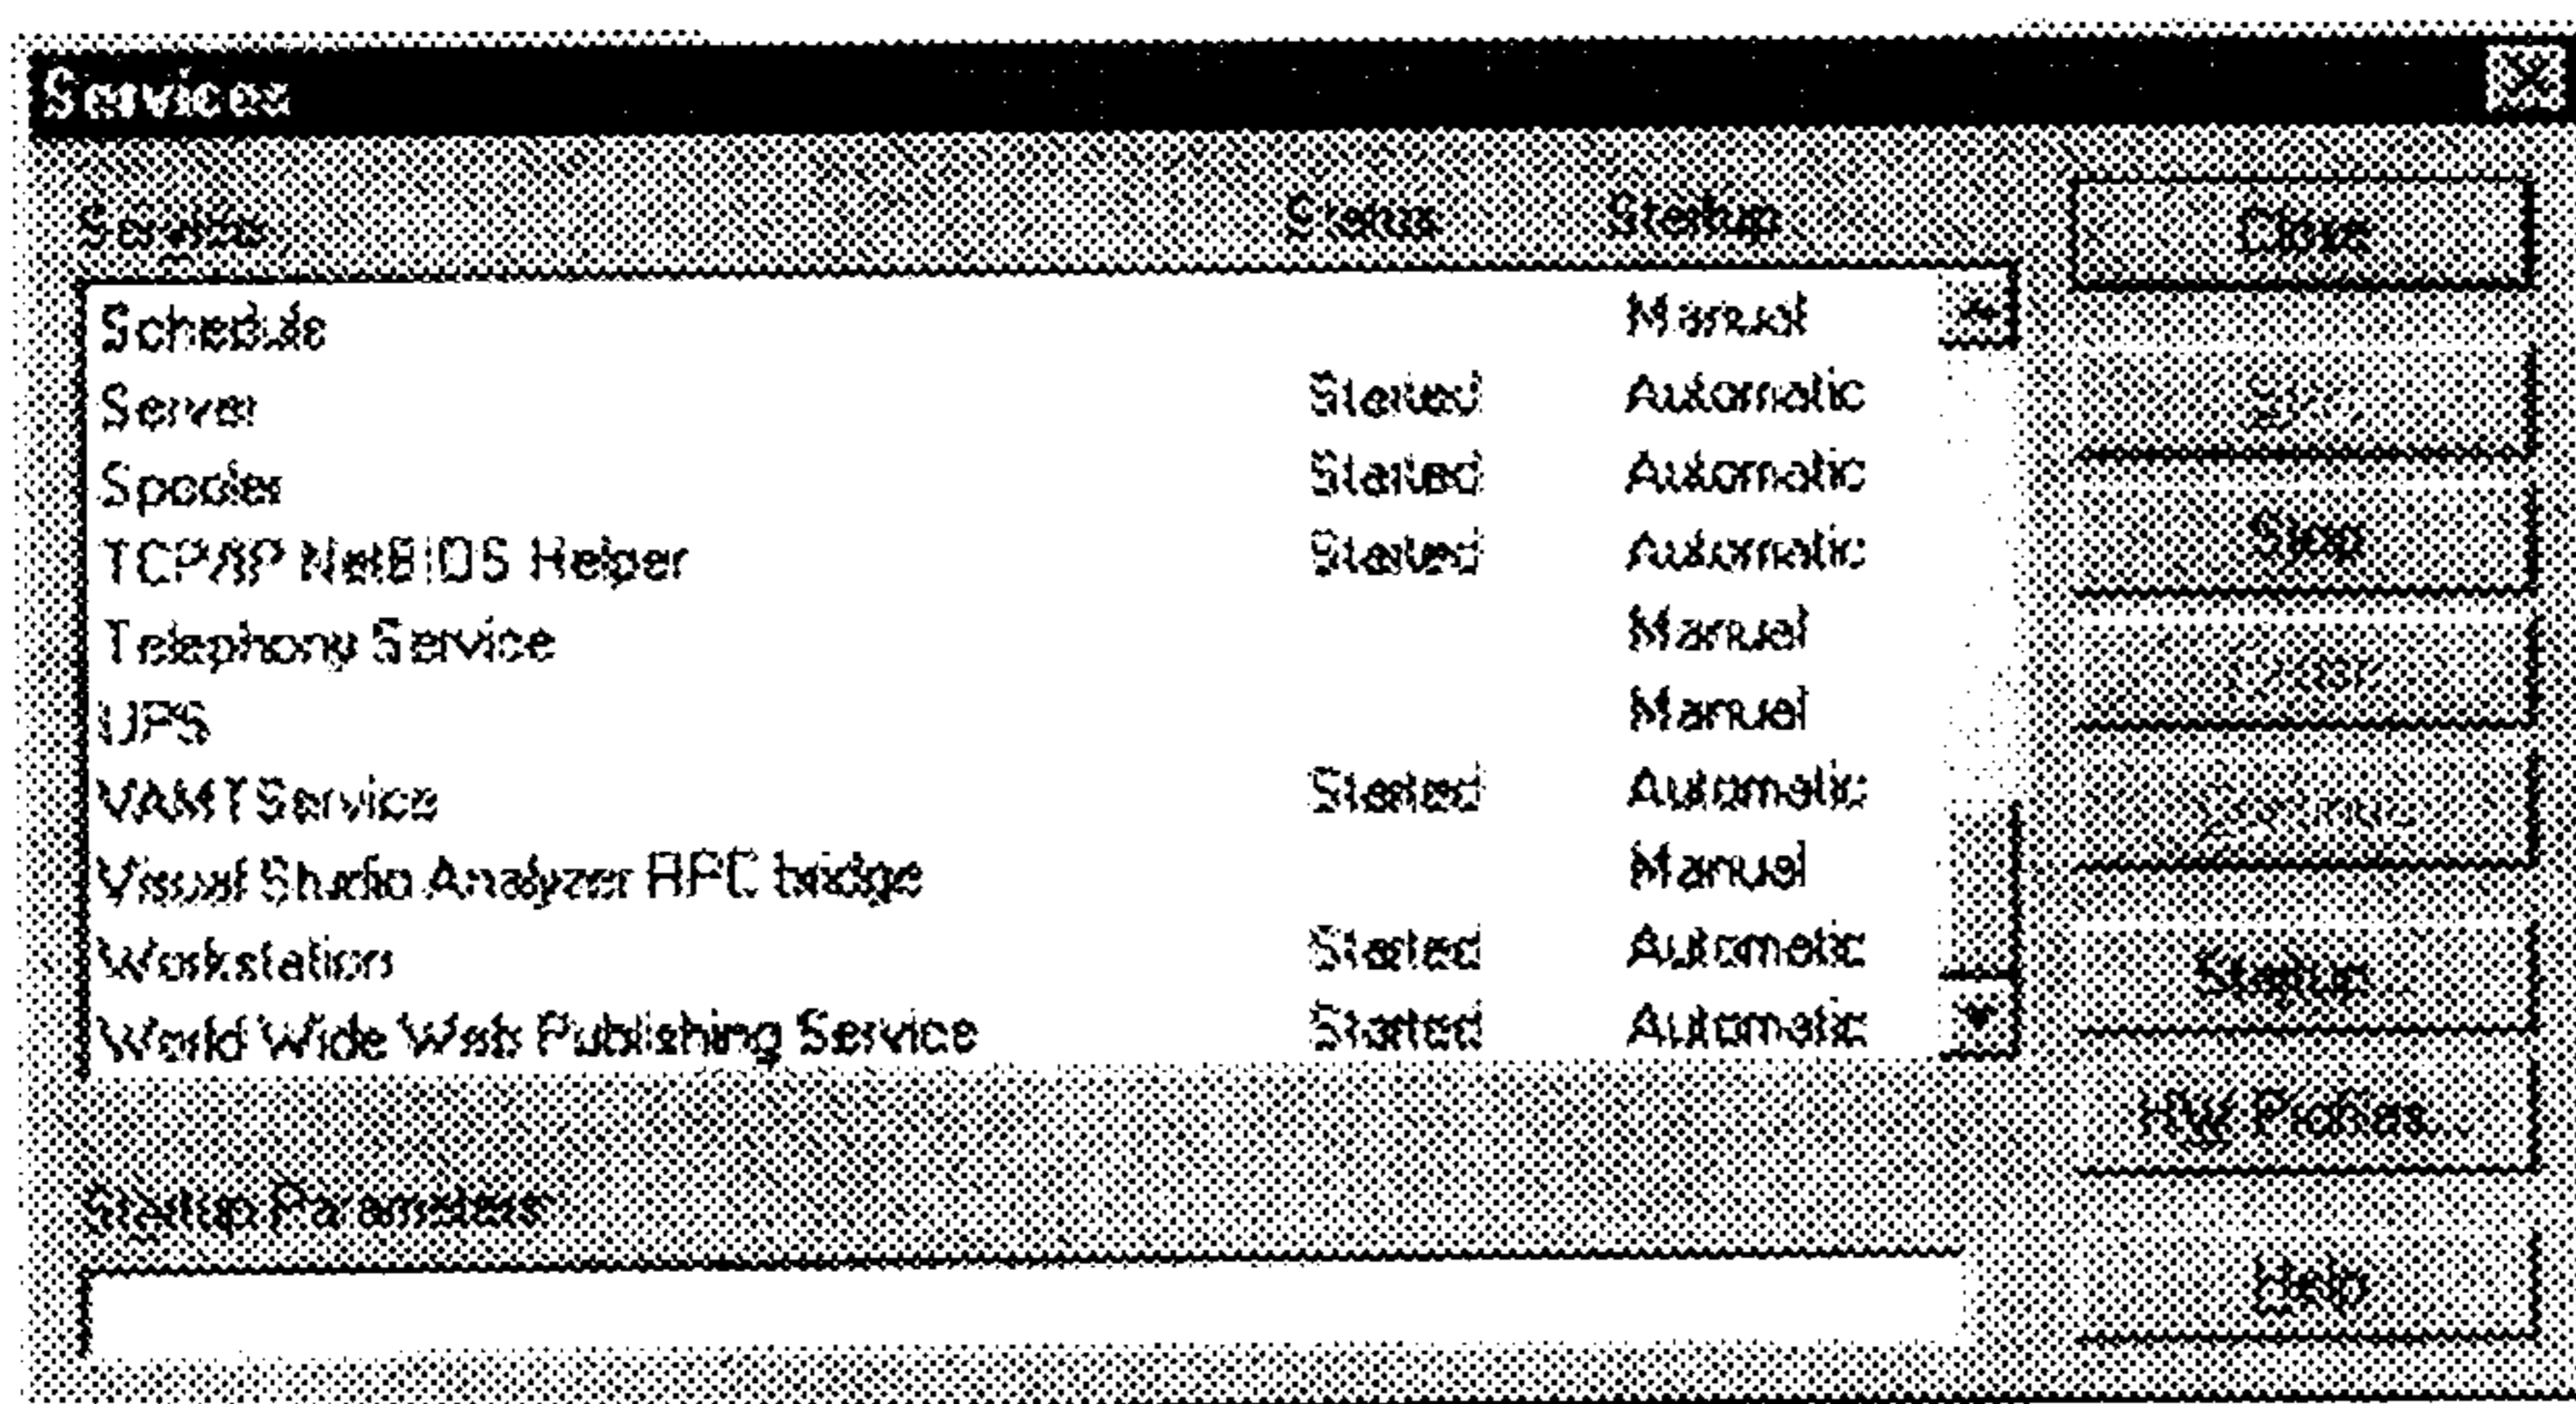 Services
Service Status Startup
Schedule Manual
Server Started Automatic
Spooler Started Automatic
TCP/IP NetBIOS Helper Started Automatic
Telephony Service Manual
UPS Manual
VAMTService Started Automatic
Visual Studio Analyzer RPC bridge Manual
Workstation Started Automatic
World Wide Web Publishing Service Started Automatic
Startup Parameters
Close
Stop
Startup...
HW Profiles...
Help